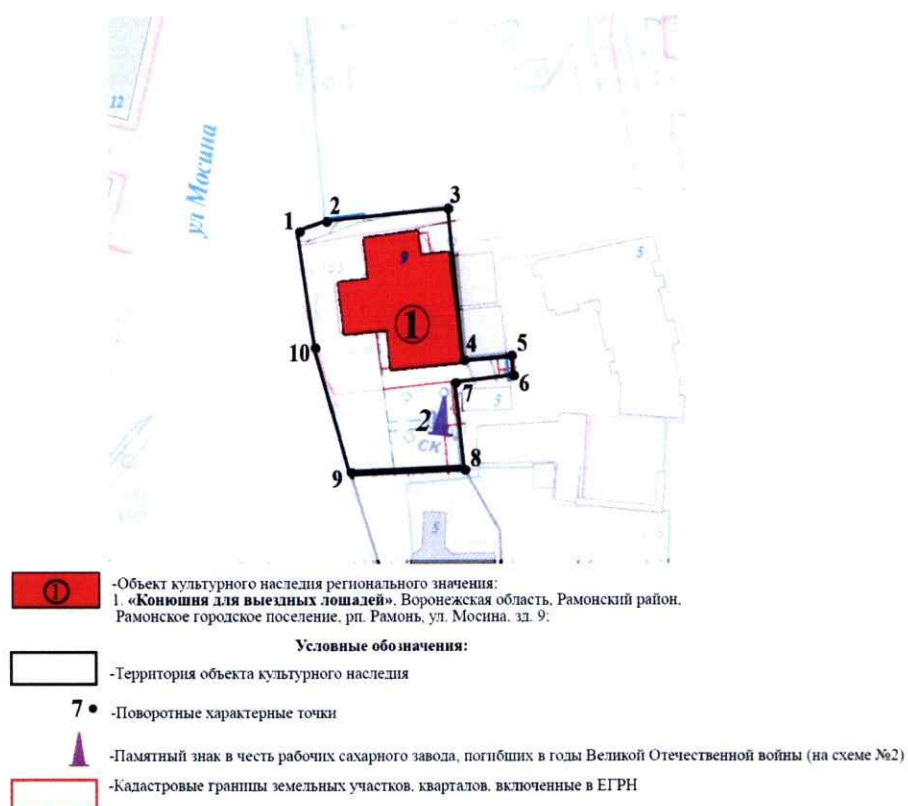 12
ул Мосина
1
2
3
9
5
①
4
5
6
10
7
3
2
СК
8
9
5
① -Объект культурного наследия регионального значения:
1. «Конюшня для выездных лошадей», Воронежская область, Рамонский район,
Рамонское городское поселение, рп. Рамонь, ул. Мосина, зд. 9;
Условные обозначения:
-Территория объекта культурного наследия
7 • -Поворотные характерные точки
-Памятный знак в честь рабочих сахарного завода, погибших в годы Великой Отечественной войны (на схеме №2)
-Кадастровые границы земельных участков, кварталов, включенные в ЕГРН